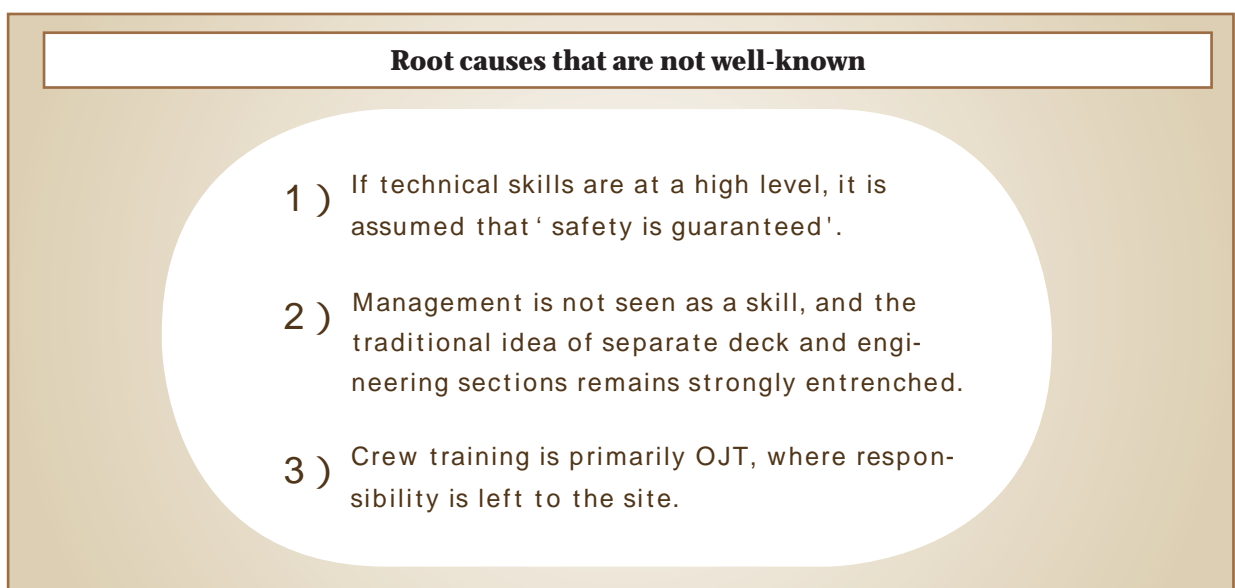 Root causes that are not well-known
1) If technical skills are at a high level, it is
assumed that ‘ safety is guaranteed'.
2) Management is not seen as a skill, and the
traditional idea of separate deck and engi-
neering sections remains strongly entrenched.
3) Crew training is primarily OJT, where respon-
sibility is left to the site.